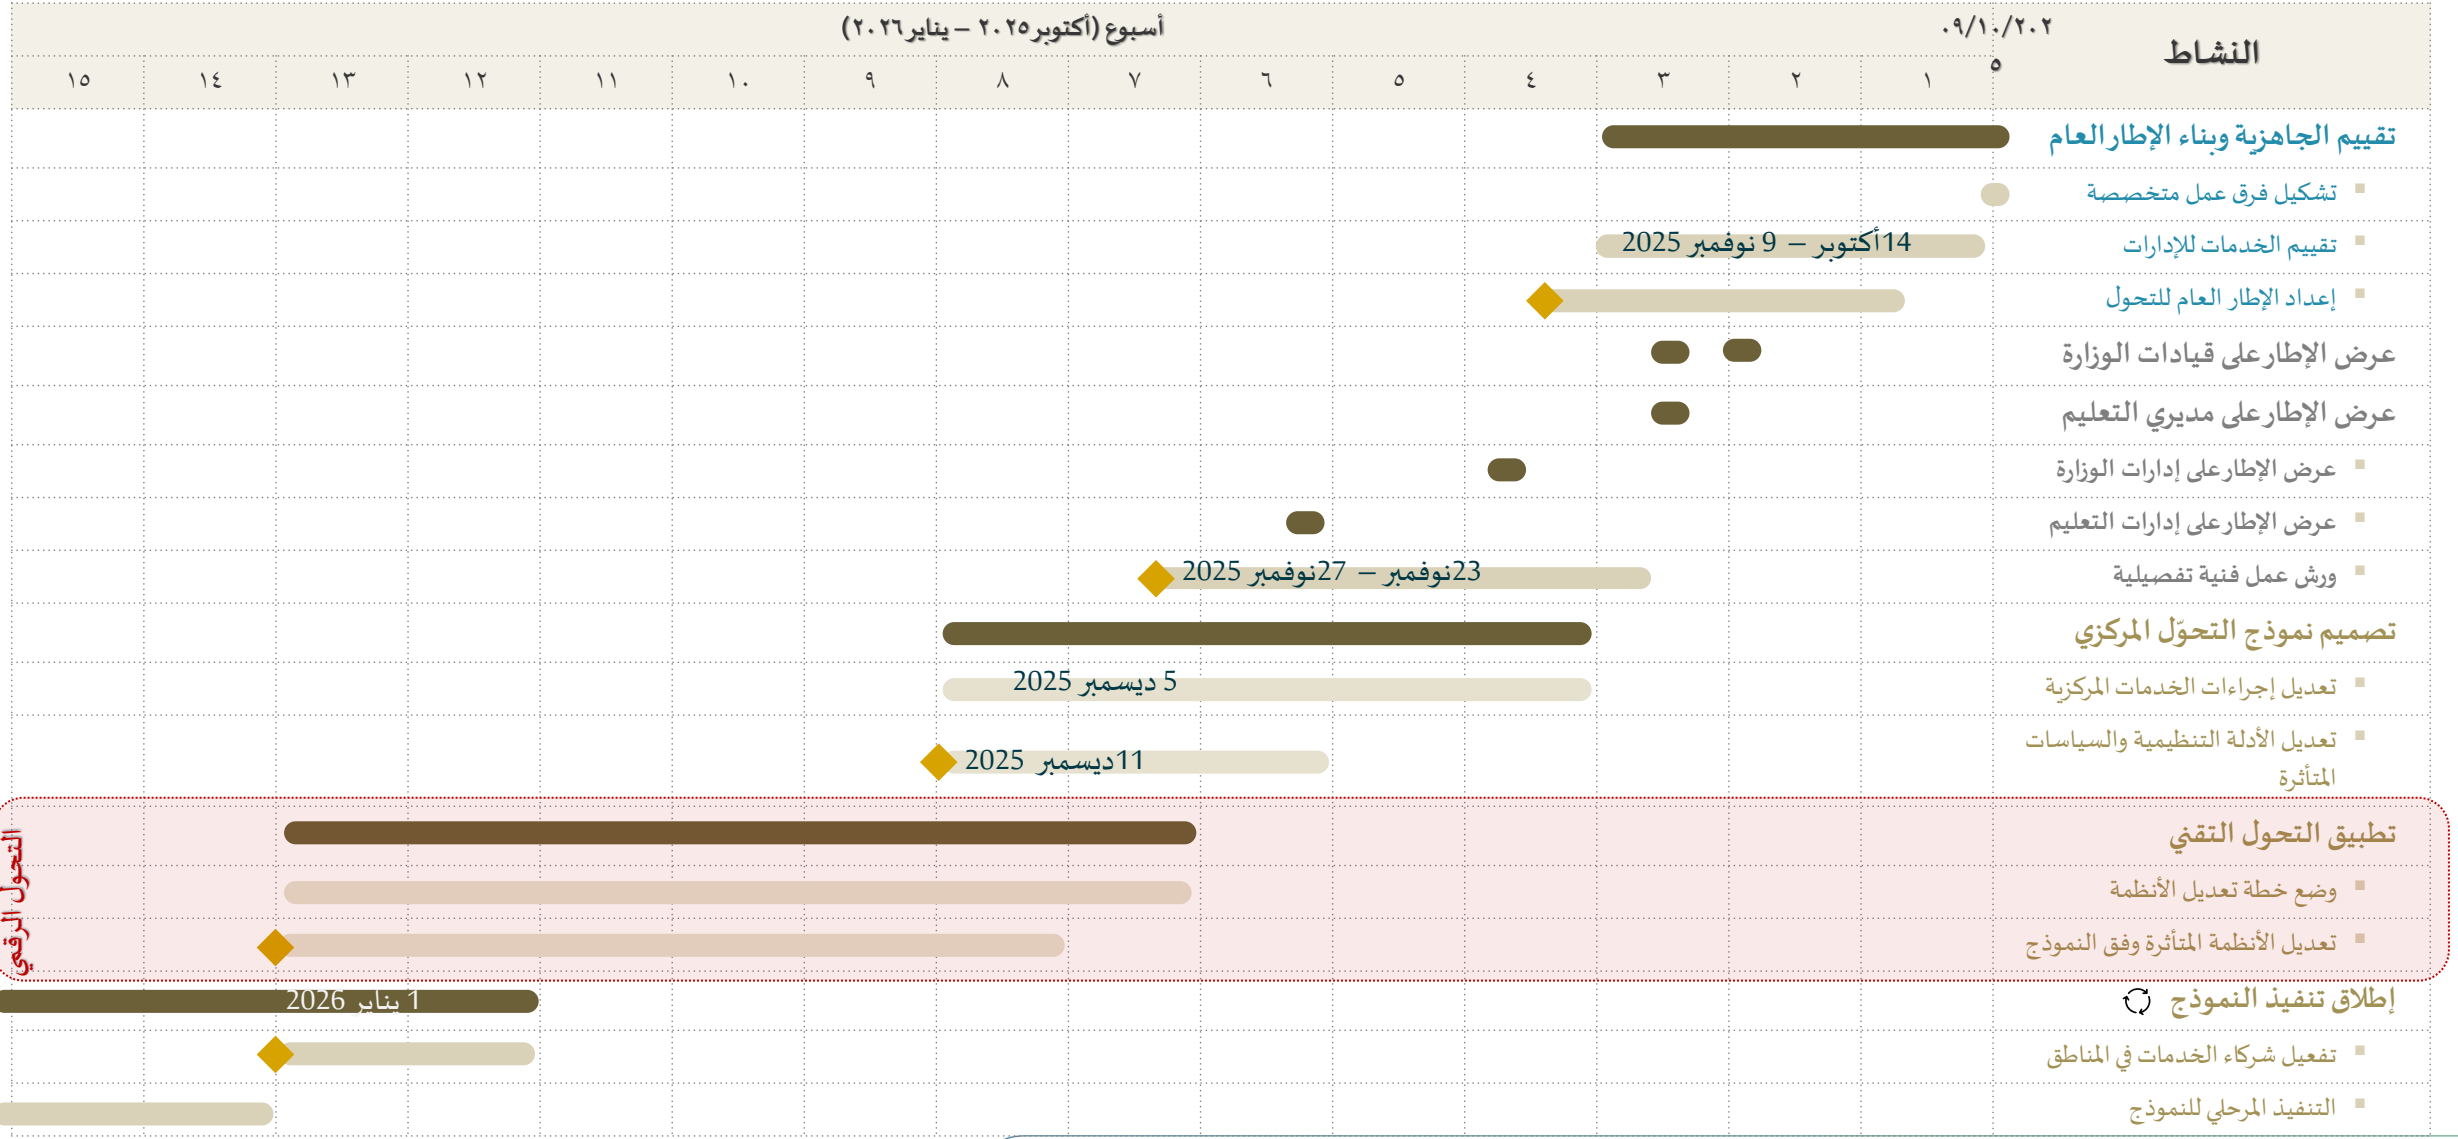 النشاط
٠٩/١٠/٢٠٢
٥
أسبوع (أكتوبر٢٠٢٥ – يناير٢٠٢٦)
١ ٢ ٣ ٤ ٥ ٦ ٧ ٨ ٩ ١٠ ١١ ١٢ ١٣ ١٤ ١٥
تقييم الجاهزية وبناء الإطار العام
تشكيل فرق عمل متخصصة
تقييم الخدمات للإدارات
14أكتوبر – 9 نوفمبر 2025
إعداد الإطار العام للتحول
عرض الإطار على قيادات الوزارة
عرض الإطار على مديري التعليم
عرض الإطار على إدارات الوزارة
عرض الإطار على إدارات التعليم
ورش عمل فنية تفصيلية
23نوفمبر – 27نوفمبر 2025
تصميم نموذج التحوّل المركزي
تعديل إجراءات الخدمات المركزية
5 ديسمبر 2025
تعديل الأدلة التنظيمية والسياسات
المتأثرة
11ديسمبر 2025
التحول الرقمي
تطبيق التحول التقني
وضع خطة تعديل الأنظمة
تعديل الأنظمة المتأثرة وفق النموذج
إطلاق تنفيذ النموذج
1 يناير 2026
تفعيل شركاء الخدمات في المناطق
التنفيذ المرحلي للنموذج